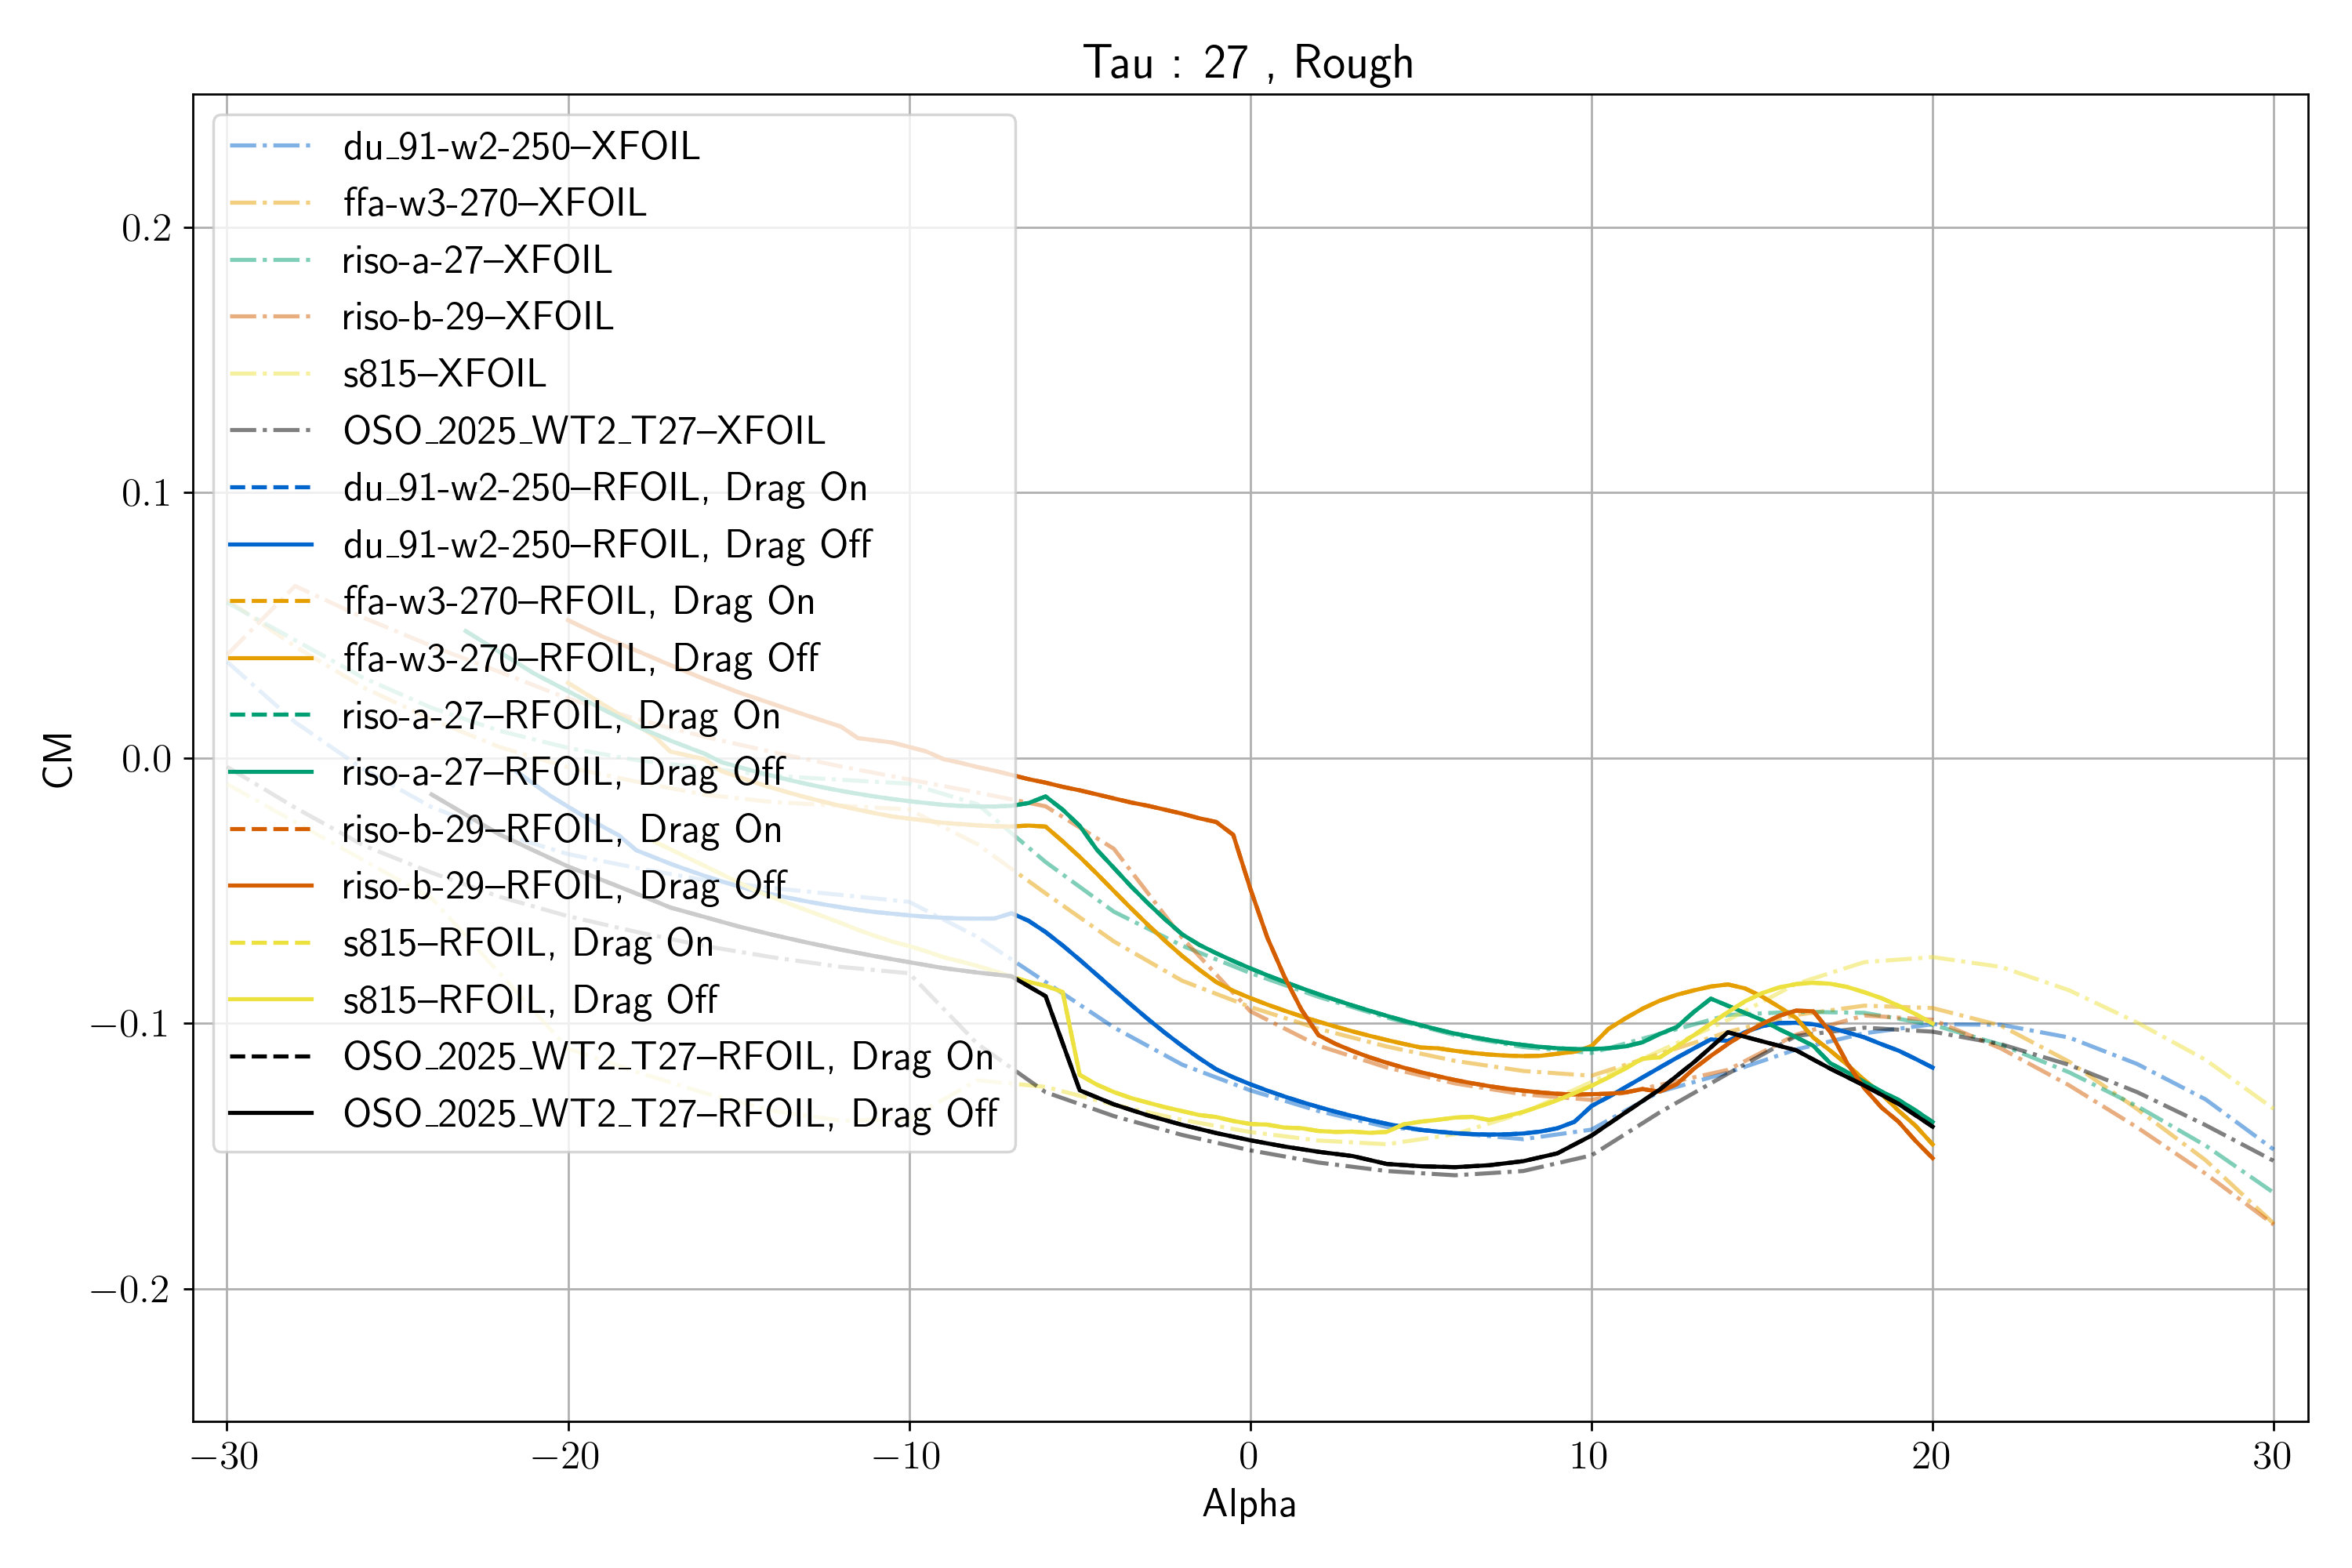 Tau : 27 , Rough
du_91-w2-250–XFOIL
ffa-w3-270–XFOIL
riso-a-27–XFOIL
riso-b-29–XFOIL
s815–XFOIL
OSO_2025_WT2_T27–XFOIL
du_91-w2-250–RFOIL, Drag On
du_91-w2-250–RFOIL, Drag Off
ffa-w3-270–RFOIL, Drag On
ffa-w3-270–RFOIL, Drag Off
riso-a-27–RFOIL, Drag On
riso-a-27–RFOIL, Drag Off
riso-b-29–RFOIL, Drag On
riso-b-29–RFOIL, Drag Off
s815–RFOIL, Drag On
s815–RFOIL, Drag Off
OSO_2025_WT2_T27–RFOIL, Drag On
OSO_2025_WT2_T27–RFOIL, Drag Off
0.2
0.1
0.0
−0.1
−0.2
CM
−30 −20 −10 0 10 20 30
Alpha